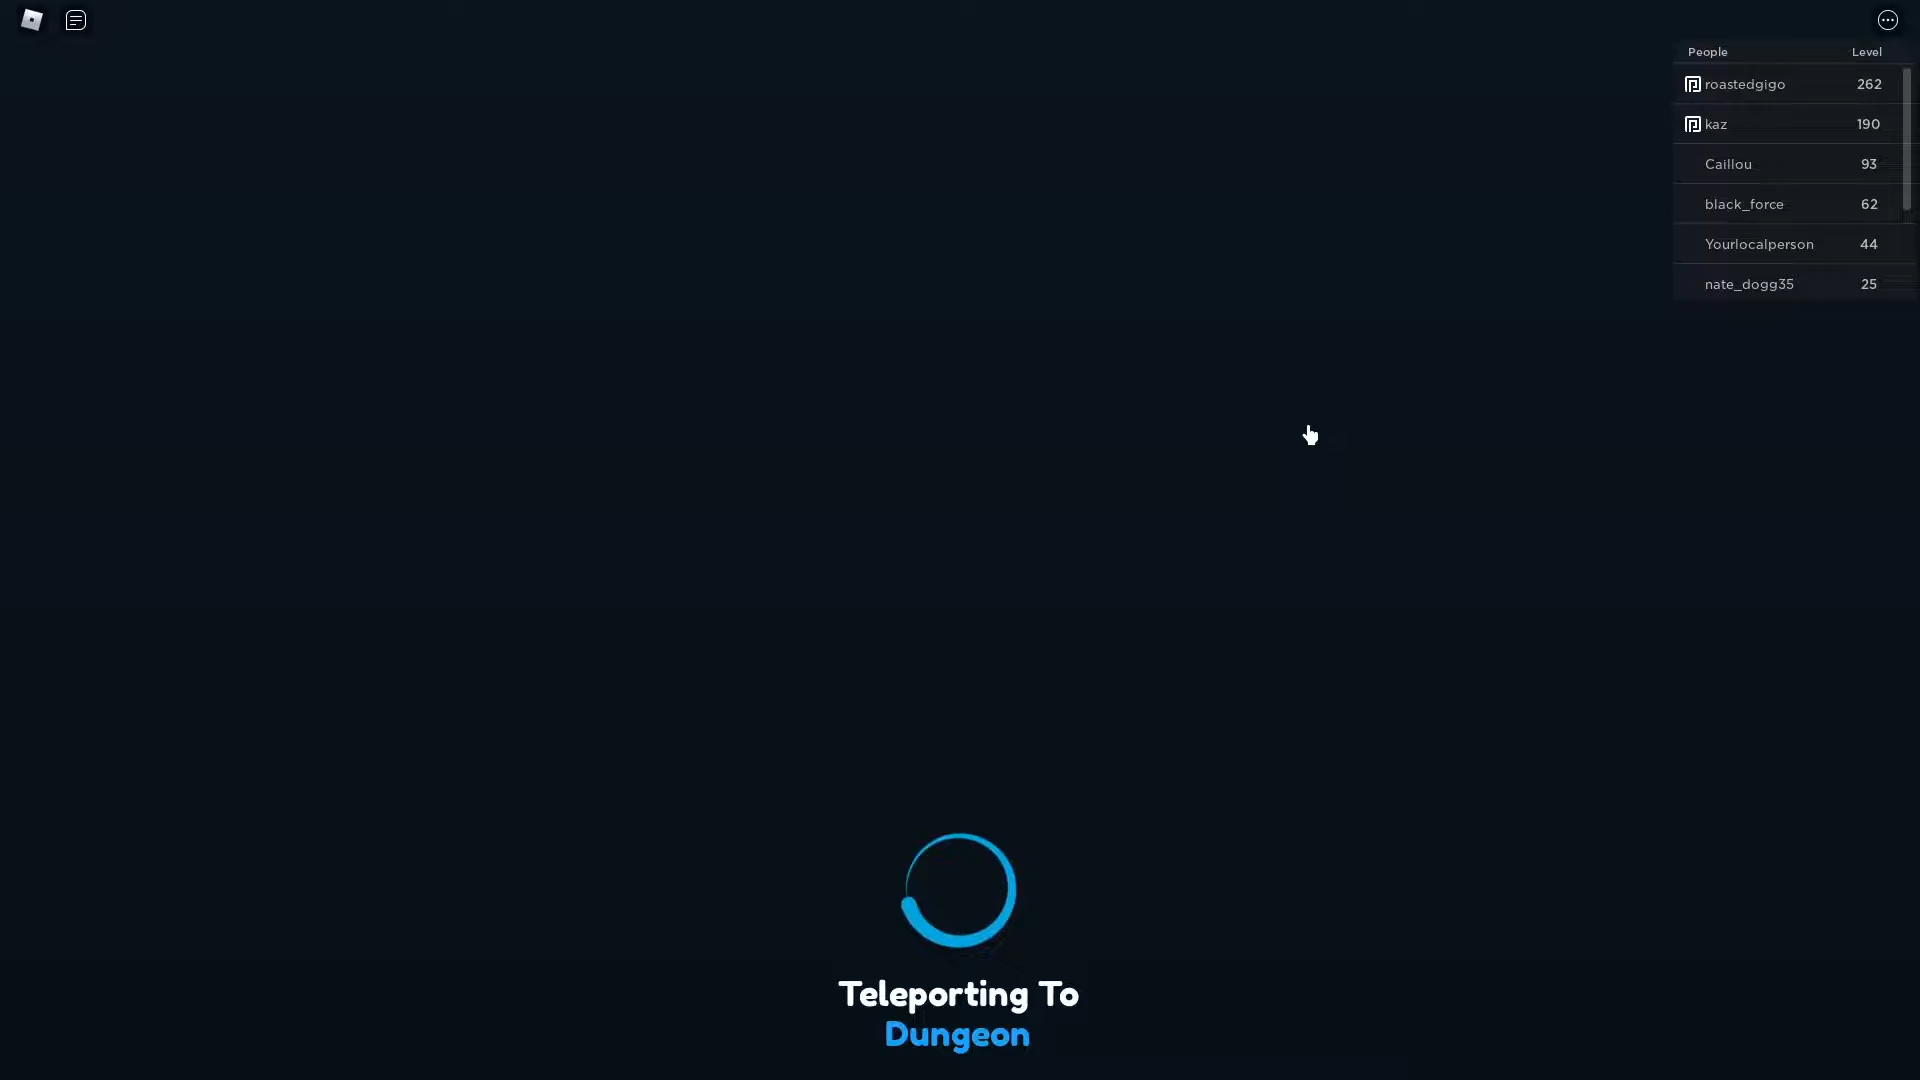 People Level
roastedgigo 262
kaz 190
Caillou 93
black_force 62
Yourlocalperson 44
nate_dogg35 25
Teleporting To
Dungeon